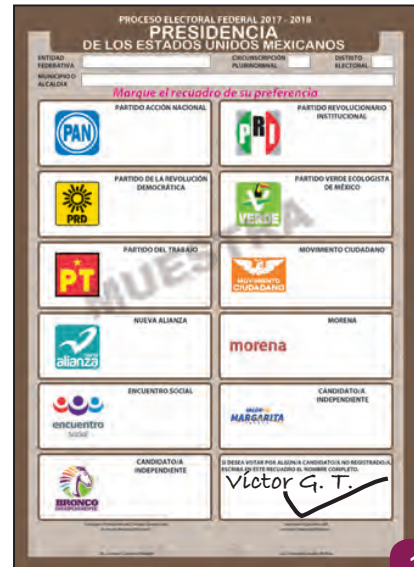 PROCESO ELECTORAL FEDERAL 2017 - 2018
PRESIDENCIA
DE LOS ESTADOS UNIDOS MEXICANOS
ENTIDAD FEDERATIVA
CIRCUNSCRIPCIÓN PLURINOMINAL
DISTRITO ELECTORAL
MUNICIPIO O ALCALDÍA
Marque el recuadro de su preferencia
PARTIDO ACCIÓN NACIONAL
PAN
PARTIDO REVOLUCIONARIO
INSTITUCIONAL
PRI
PARTIDO DE LA REVOLUCIÓN
DEMOCRÁTICA
PRD
PARTIDO VERDE ECOLOGISTA
DE MÉXICO
VERDE
MUESTRA
PARTIDO DEL TRABAJO
PT
MOVIMIENTO CIUDADANO
MOVIMIENTO
CIUDADANO
NUEVA ALIANZA
alianza
MORENA
morena
ENCUENTRO SOCIAL
encuentro
social
CANDIDATO/A
INDEPENDIENTE
MARGARITA
CANDIDATO/A
INDEPENDIENTE
BRONCO
INDEPENDIENTE
SI DESEA VOTAR POR ALGÚN/A CANDIDATO/A NO REGISTRADO/A,
ESCRIBA EN ESTE RECUADRO EL NOMBRE COMPLETO.
Víctor G. T.